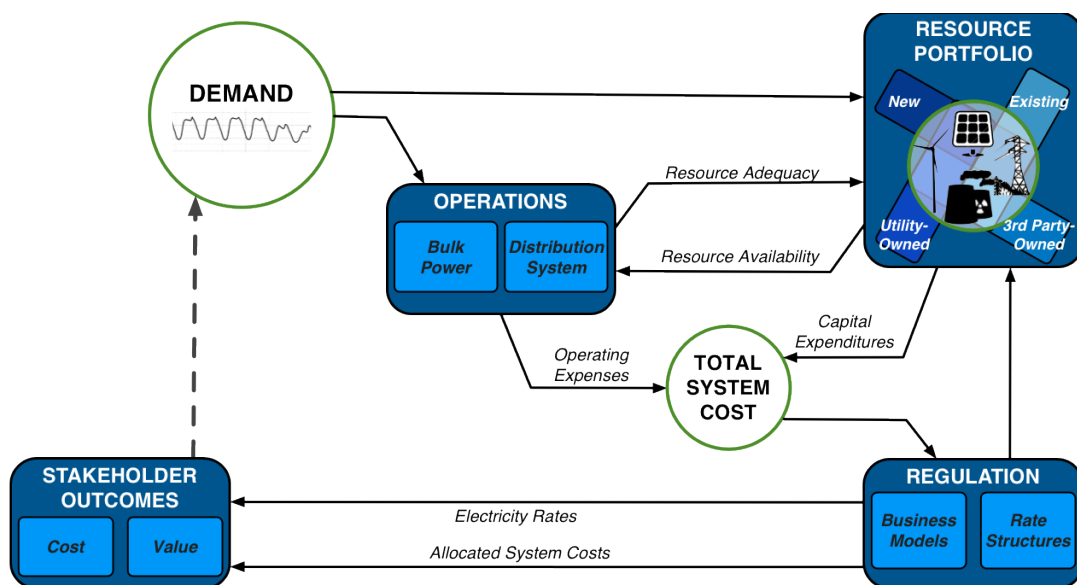 RESOURCE
PORTFOLIO
DEMAND
New
Existing
Resource Adequacy
OPERATIONS
Utility-
Owned
3rd Party-
Owned
Bulk
Power
Distribution
System
Resource Availability
Capital
Expenditures
Operating
Expenses
TOTAL
SYSTEM
COST
STAKEHOLDER
OUTCOMES
REGULATION
Electricity Rates
Business
Models
Rate
Structures
Cost
Value
Allocated System Costs